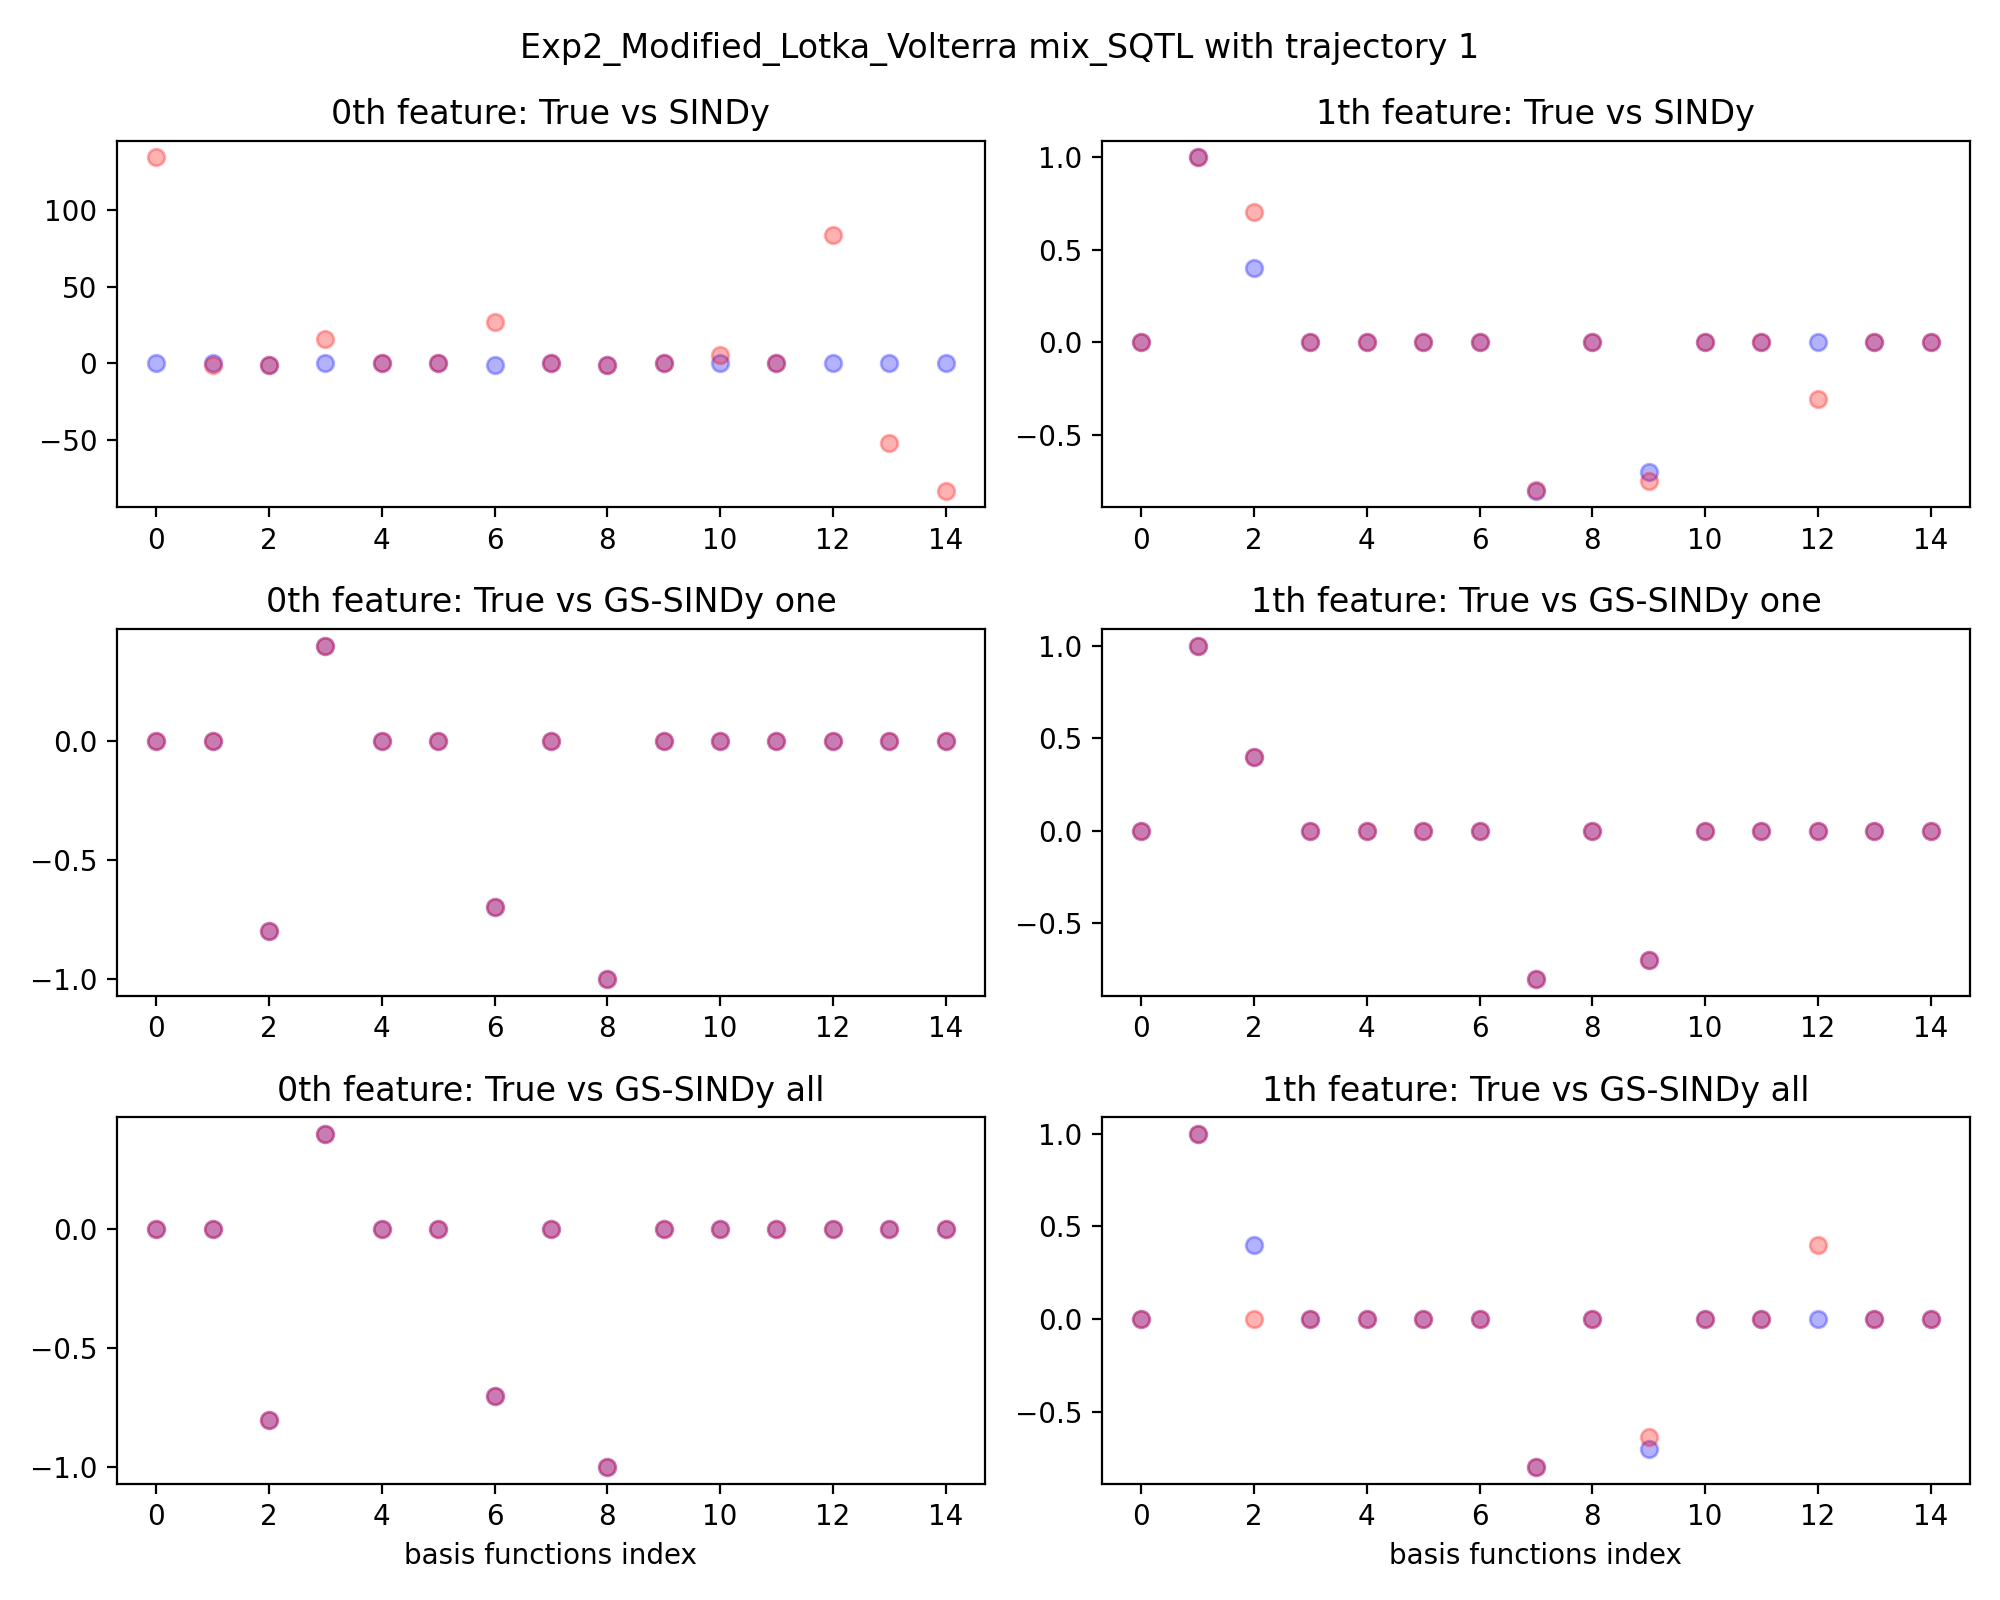 Exp2_Modified_Lotka_Volterra mix_SQTL with trajectory 1
0th feature: True vs SINDy
100
50
0
−50
0 2 4 6 8 10 12 14
1th feature: True vs SINDy
1.0
0.5
0.0
−0.5
0 2 4 6 8 10 12 14
0th feature: True vs GS-SINDy one
0.0
−0.5
−1.0
0 2 4 6 8 10 12 14
1th feature: True vs GS-SINDy one
1.0
0.5
0.0
−0.5
0 2 4 6 8 10 12 14
0th feature: True vs GS-SINDy all
0.0
−0.5
−1.0
0 2 4 6 8 10 12 14
basis functions index
1th feature: True vs GS-SINDy all
1.0
0.5
0.0
−0.5
0 2 4 6 8 10 12 14
basis functions index